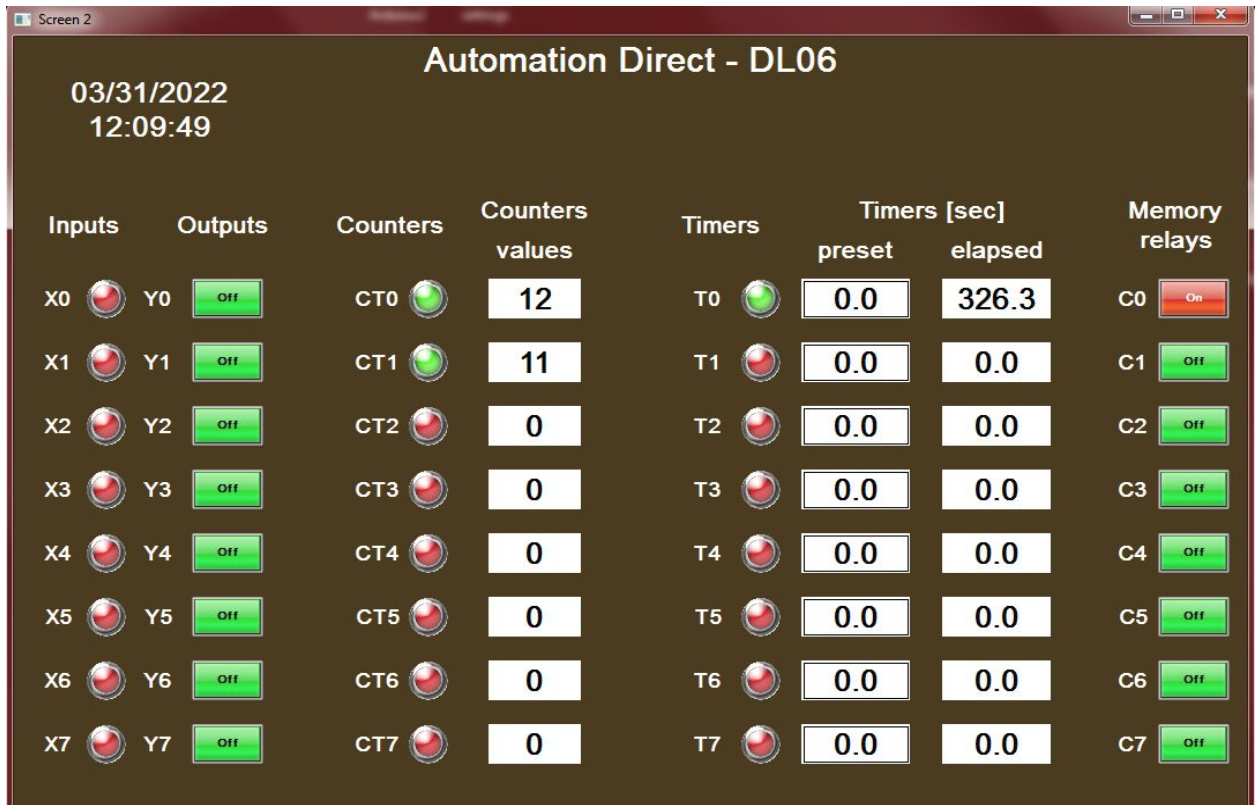 Screen 2
Automation Direct - DL06
03/31/2022
12:09:49
Inputs Outputs Counters Counters values Timers Timers [sec] preset elapsed Memory relays
X0 Y0 Off CT0 12 T0 0.0 326.3 C0 On
X1 Y1 Off CT1 11 T1 0.0 0.0 C1 Off
X2 Y2 Off CT2 0 T2 0.0 0.0 C2 Off
X3 Y3 Off CT3 0 T3 0.0 0.0 C3 Off
X4 Y4 Off CT4 0 T4 0.0 0.0 C4 Off
X5 Y5 Off CT5 0 T5 0.0 0.0 C5 Off
X6 Y6 Off CT6 0 T6 0.0 0.0 C6 Off
X7 Y7 Off CT7 0 T7 0.0 0.0 C7 Off